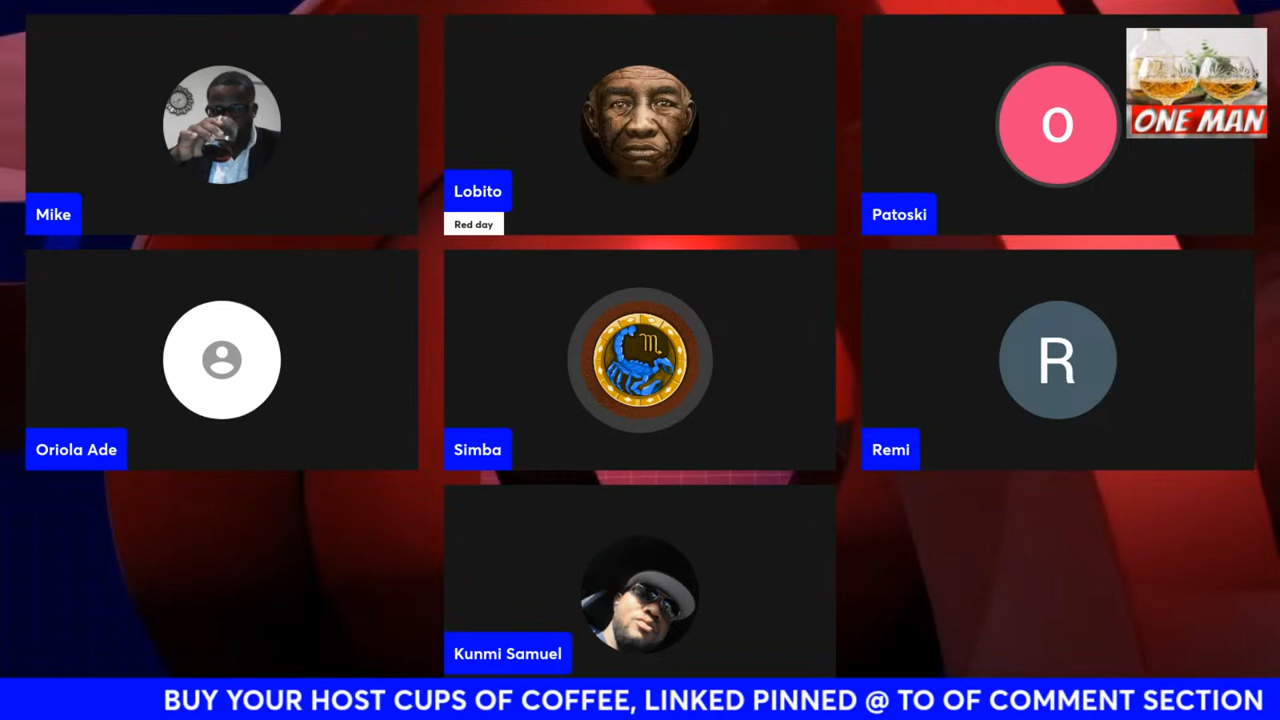 ONE MAN
O
Mike
Lobito
Red day
Patoski
R
Oriola Ade
Simba
Remi
Kunmi Samuel
BUY YOUR HOST CUPS OF COFFEE, LINKED PINNED @ TO OF COMMENT SECTION